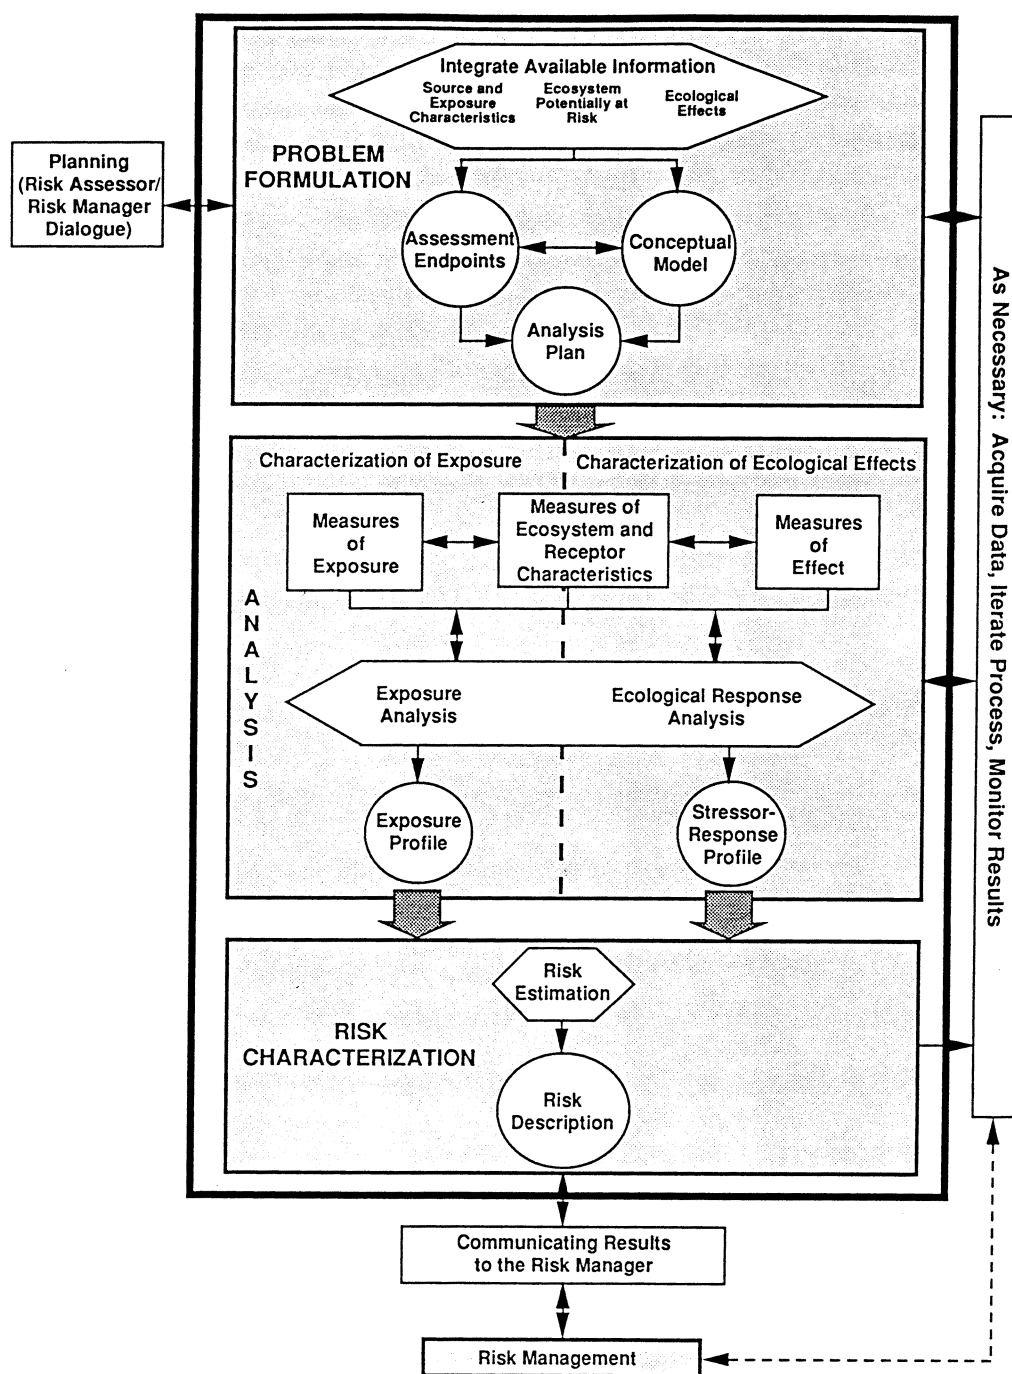 Integrate Available Information
Source and
Exposure
Characteristics
Ecosystem
Potentially at
Risk
Ecological
Effects
PROBLEM
FORMULATION
Planning
(Risk Assessor/
Risk Manager
Dialogue)
Assessment
Endpoints
Conceptual
Model
Analysis
Plan
As Necessary: Acquire Data, Iterate Process, Monitor Results
Characterization of Exposure
Characterization of Ecological Effects
Measures
of
Exposure
Measures of
Ecosystem and
Receptor
Characteristics
Measures
of
Effect
ANALYSIS
Exposure
Analysis
Ecological Response
Analysis
Exposure
Profile
Stressor-
Response
Profile
Risk
Estimation
RISK
CHARACTERIZATION
Risk
Description
Communicating Results
to the Risk Manager
Risk Management